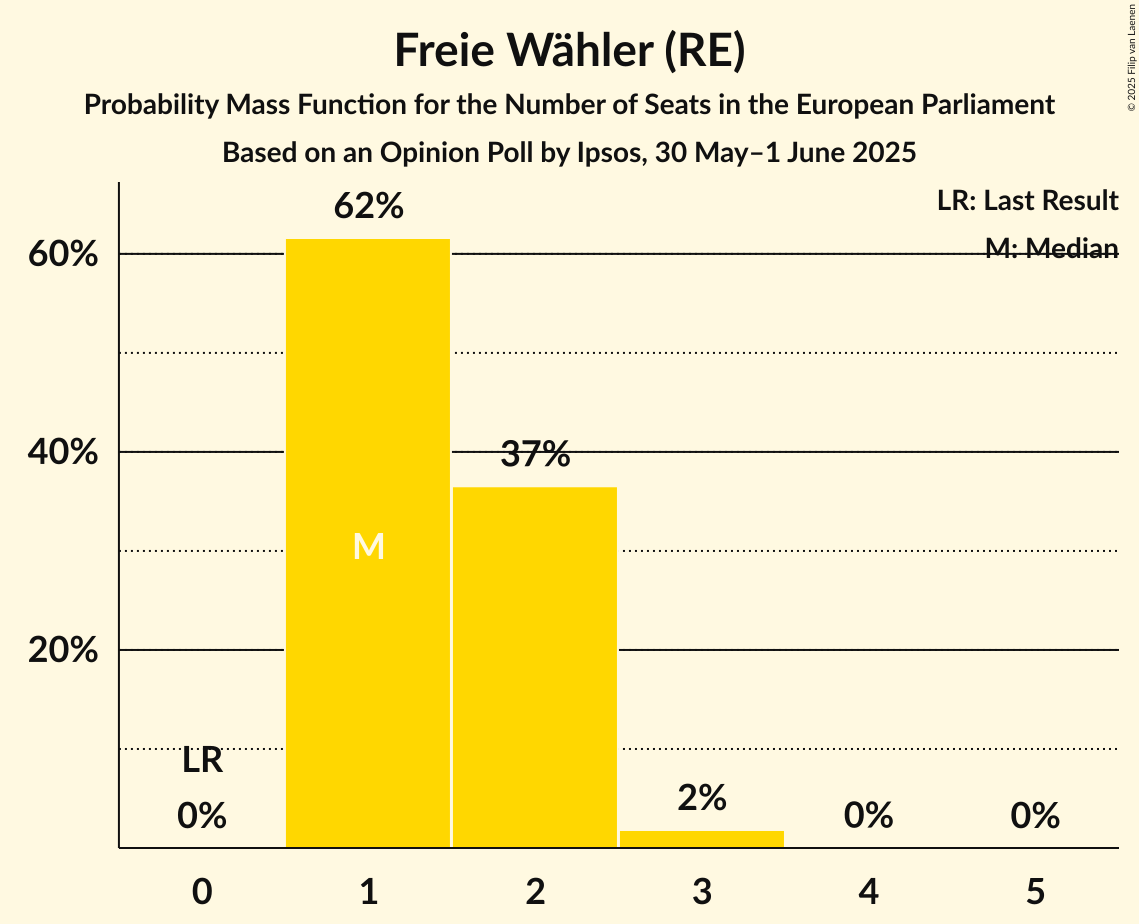 Freie Wähler (RE)
Probability Mass Function for the Number of Seats in the European Parliament
Based on an Opinion Poll by Ipsos, 30 May–1 June 2025
© 2025 Filip van Laenen
LR: Last Result
M: Median
62%
60%
40%
37%
M
20%
LR
0%
2%
0%
0%
0 1 2 3 4 5